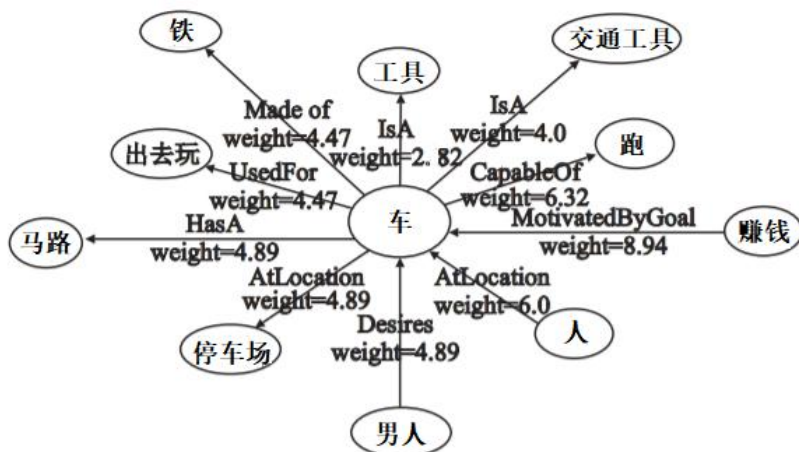 铁
交通工具
工具
Made of
weight=4.47
IsA
weight=2.82
IsA
weight=4.0
出去玩
跑
UsedFor
weight=4.47
CapableOf
weight=6.32
车
HasA
weight=4.89
MotivatedByGoal
weight=8.94
马路
赚钱
AtLocation
weight=4.89
AtLocation
weight=6.0
Desires
weight=4.89
停车场
人
男人